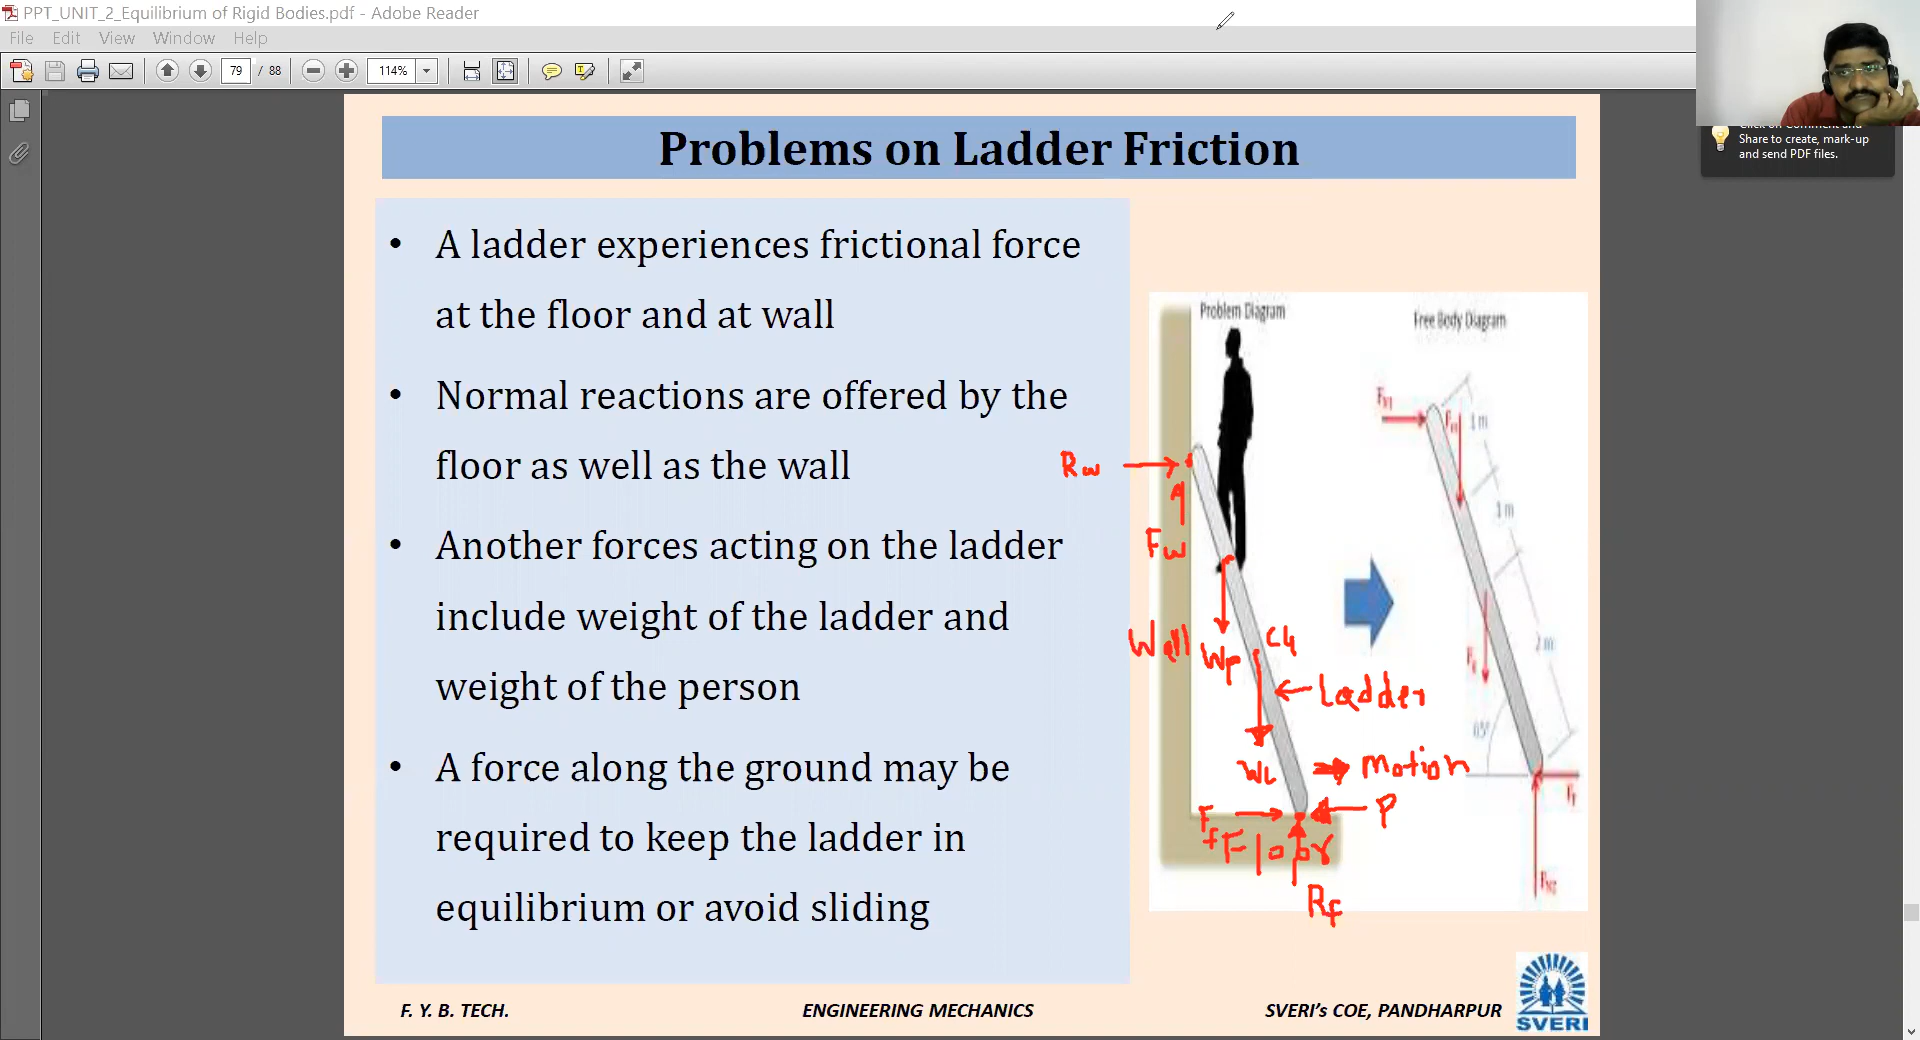 PPT_UNIT_2_Equilibrium of Rigid Bodies.pdf - Adobe Reader
File Edit View Window Help
79 / 88 114%
Share to create, mark-up
and send PDF files.
Problems on Ladder Friction
• A ladder experiences frictional force
at the floor and at wall
• Normal reactions are offered by the
floor as well as the wall
• Another forces acting on the ladder
include weight of the ladder and
weight of the person
• A force along the ground may be
required to keep the ladder in
equilibrium or avoid sliding
Problem Diagram
Rw
Fw
Wall
Wp
CG
Ladder
WL
Motion
Ff
P
Floor
Rf
Free Body Diagram
1 m
1 m
2 m
65°
F. Y. B. TECH.
ENGINEERING MECHANICS
SVERI's COE, PANDHARPUR
SVERI